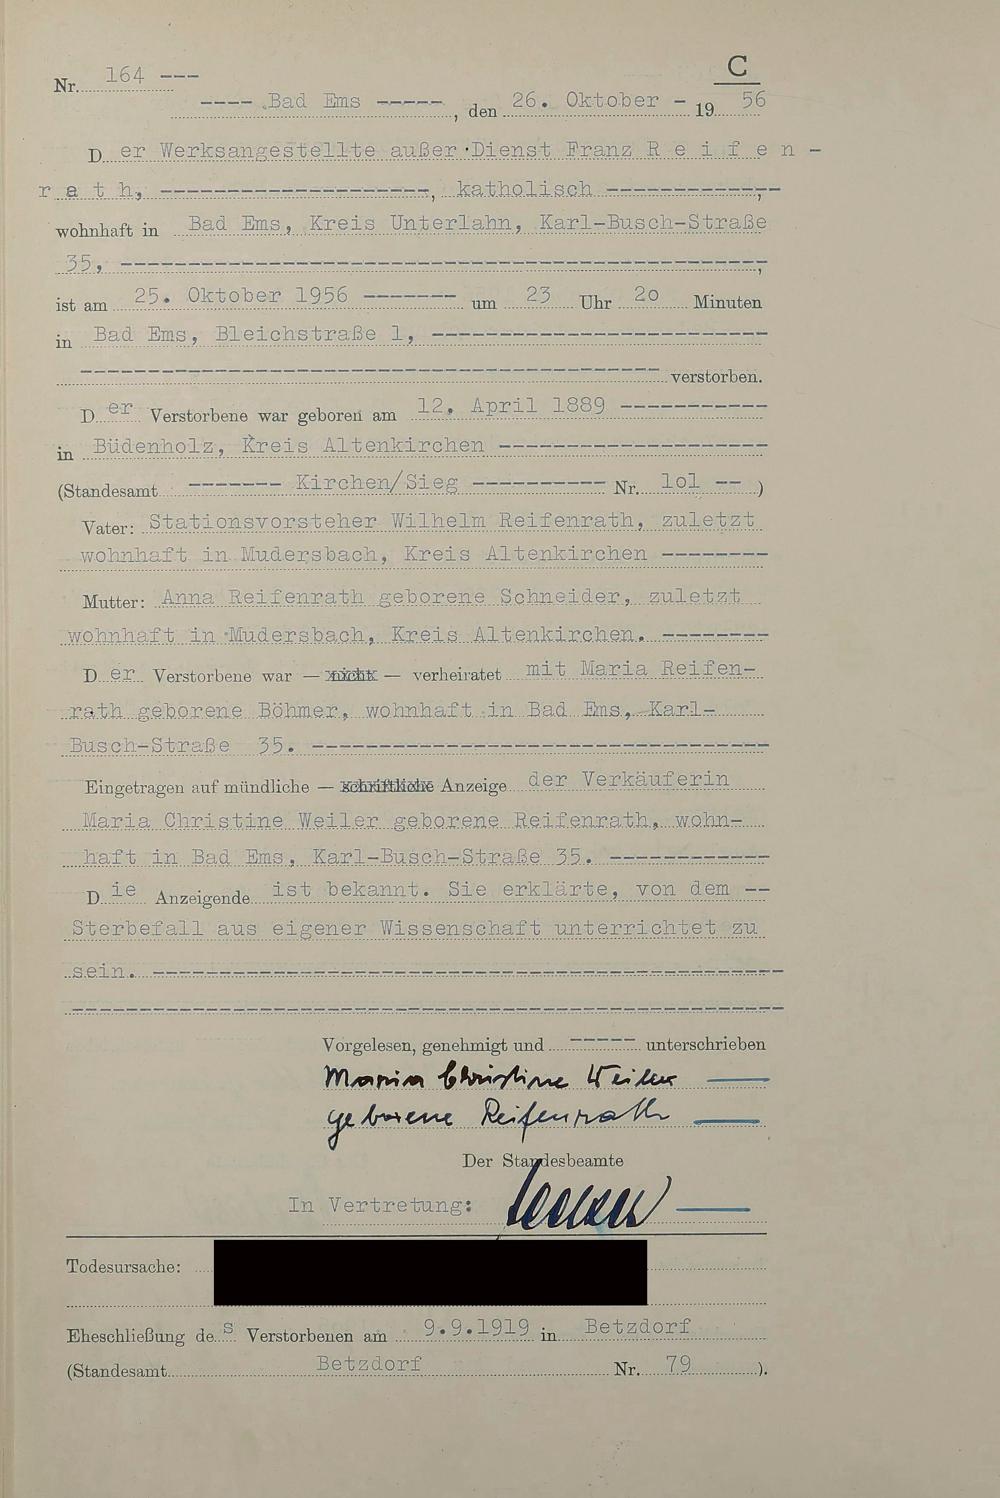 C
Nr. 164 ---
---- Bad Ems -----, den 26. Oktober - 19 56
Der Werksangestellte außer Dienst Franz R e i f e n -
r a t h, --------------------, katholisch -------------,
wohnhaft in Bad Ems, Kreis Unterlahn, Karl-Busch-Straße
35, ------------------------------------------------,
ist am 25. Oktober 1956 ------- um 23 Uhr 2o Minuten
in Bad Ems, Bleichstraße 1, -------------------------
------------------------------------------- verstorben.
Der Verstorbene war geboren am 12. April 1889 -----------
in Büdenholz, Kreis Altenkirchen --------------------
(Standesamt ------- Kirchen/Sieg ---------- Nr. 1o1 -- )
Vater: Stationsvorsteher Wilhelm Reifenrath, zuletzt
wohnhaft in Mudersbach, Kreis Altenkirchen --------
Mutter: Anna Reifenrath geborene Schneider, zuletzt
wohnhaft in Mudersbach, Kreis Altenkirchen. --------
Der Verstorbene war — nicht — verheiratet mit Maria Reifen-
rath geborene Böhmer, wohnhaft in Bad Ems, Karl-
Busch-Straße 35. ----------------------------------
Eingetragen auf mündliche — schriftliche Anzeige der Verkäuferin
Maria Christine Weiler geborene Reifenrath, wohn-
haft in Bad Ems, Karl-Busch-Straße 35. ------------
Die Anzeigende ist bekannt. Sie erklärte, von dem --
Sterbefall aus eigener Wissenschaft unterrichtet zu
sein. -----------------------------------------------
-----------------------------------------------------
Vorgelesen, genehmigt und ----- unterschrieben
Maria Christine Weiler —
geborene Reifenrath —
Der Standesbeamte
In Vertretung:
Todesursache:
Eheschließung des Verstorbenen am 9.9.1919 in Betzdorf
(Standesamt Betzdorf Nr. 79 ).